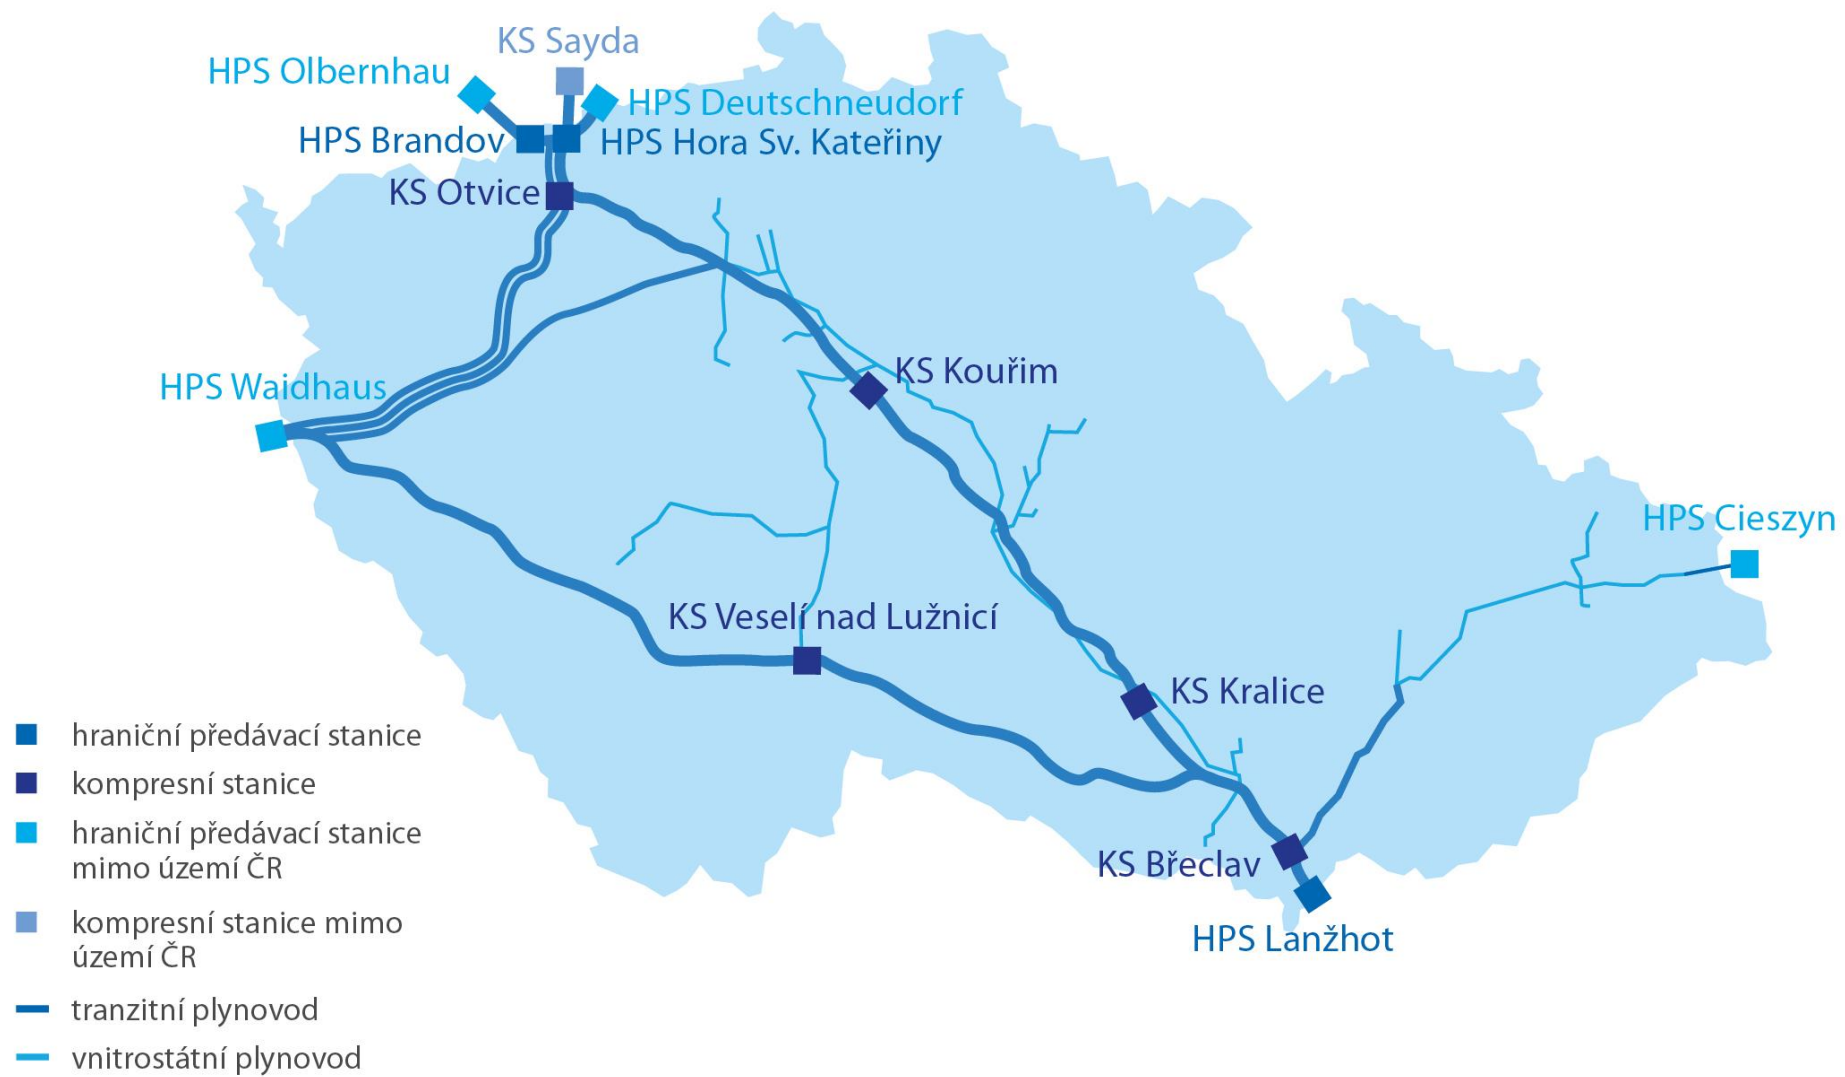 KS Sayda
HPS Olbernhau
HPS Deutschneudorf
HPS Brandov
HPS Hora Sv. Kateřiny
KS Otvice
KS Kouřim
HPS Waidhaus
HPS Cieszyn
KS Veselí nad Lužnicí
KS Kralice
KS Břeclav
HPS Lanžhot
hraniční předávací stanice
kompresní stanice
hraniční předávací stanice
mimo území ČR
kompresní stanice mimo
území ČR
tranzitní plynovod
vnitrostátní plynovod